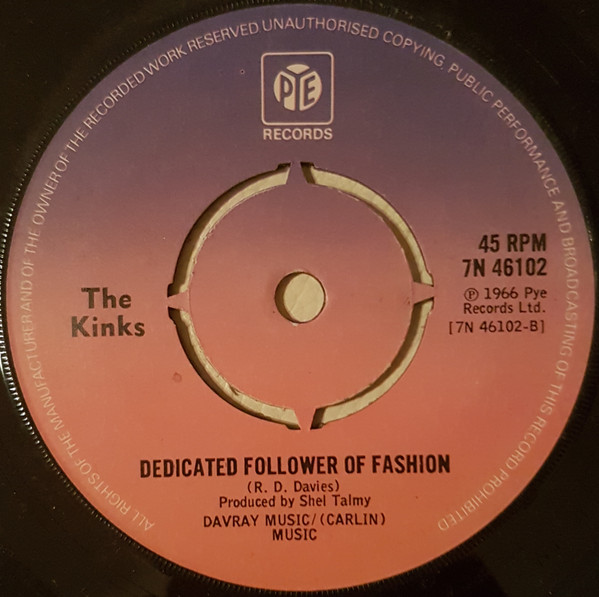 ALL RIGHTS OF THE MANUFACTURER AND OF THE OWNER OF THE RECORDED WORK RESERVED UNAUTHORISED COPYING, PUBLIC PERFORMANCE AND BROADCASTING OF THIS RECORD PROHIBITED
PYE
RECORDS
45 RPM
7N 46102
The
Kinks
℗ 1966 Pye
Records Ltd.
[7N 46102-B]
DEDICATED FOLLOWER OF FASHION
(R. D. Davies)
Produced by Shel Talmy
DAVRAY MUSIC/(CARLIN)
MUSIC